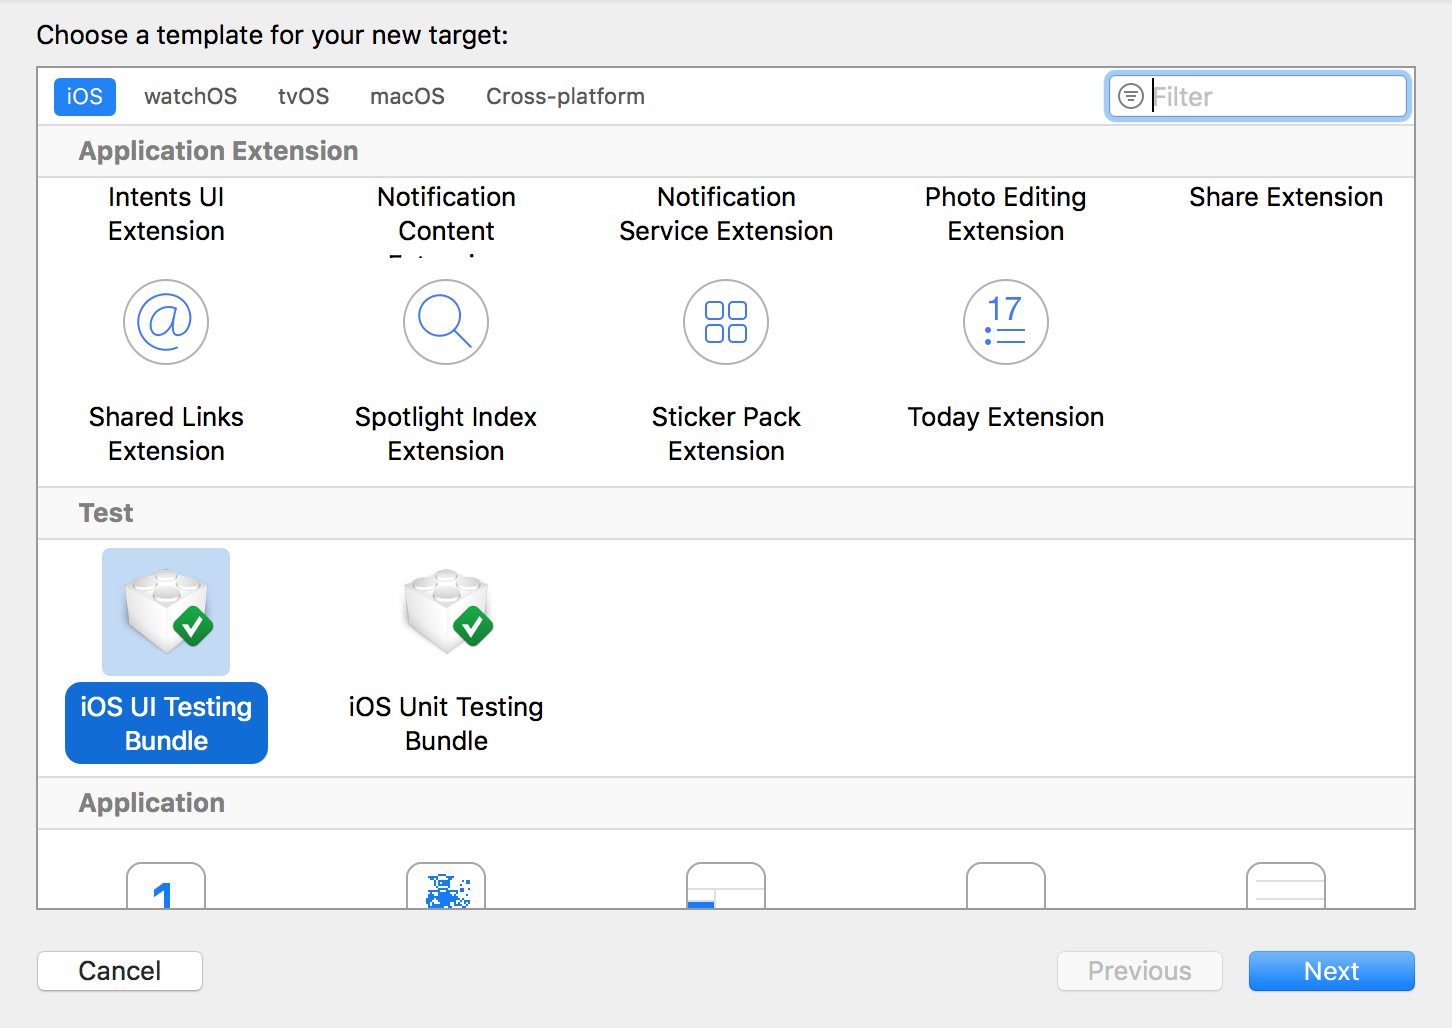 Choose a template for your new target:
iOS watchOS tvOS macOS Cross-platform Filter
Application Extension
Intents UI Notification Notification Photo Editing Share Extension
Extension Content Service Extension Extension
17
Shared Links Spotlight Index Sticker Pack Today Extension
Extension Extension Extension
Test
iOS UI Testing iOS Unit Testing
Bundle Bundle
Application
1
Cancel Previous Next